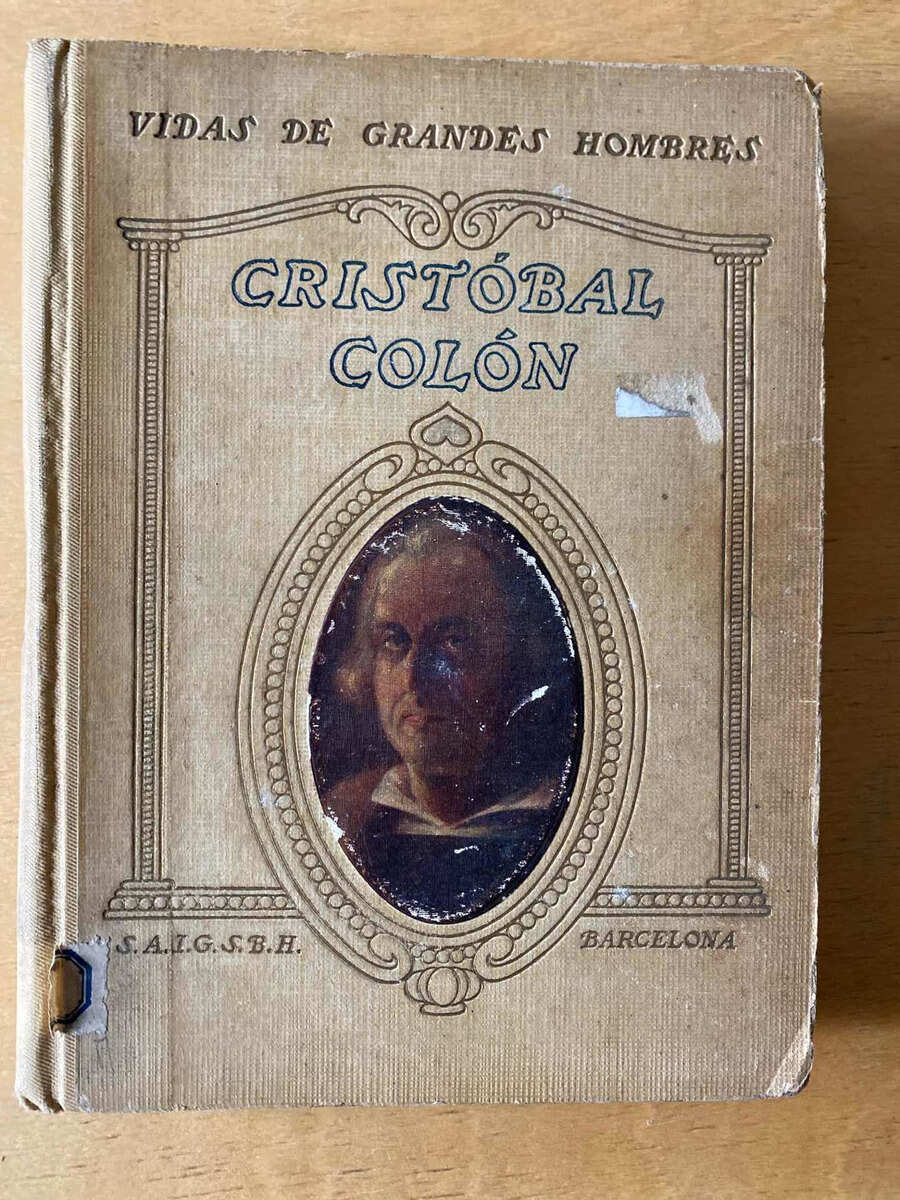 VIDAS DE GRANDES HOMBRES
CRISTÓBAL
COLÓN
S.A.I.G.S.B.H. BARCELONA